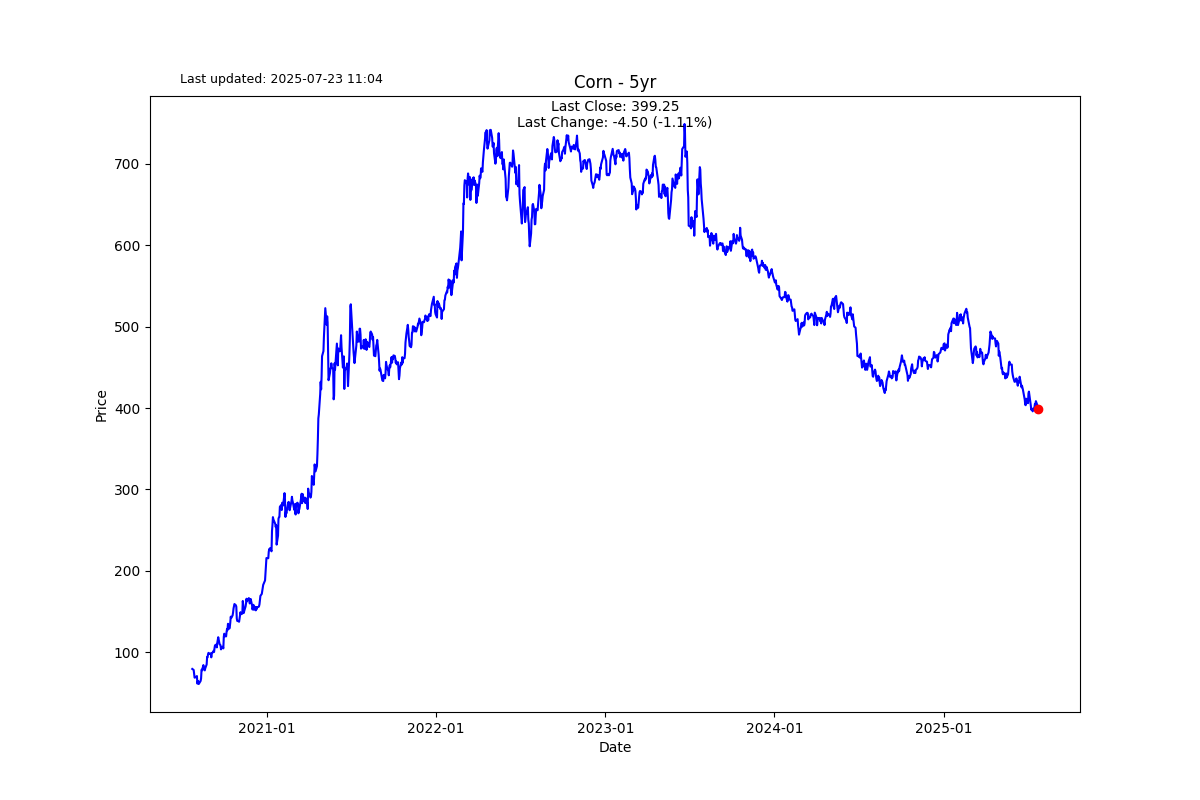 Last updated: 2025-07-23 11:04
Corn - 5yr
Last Close: 399.25
Last Change: -4.50 (-1.11%)
700
600
500
400
300
200
100
Price
2021-01
2022-01
2023-01
2024-01
2025-01
Date